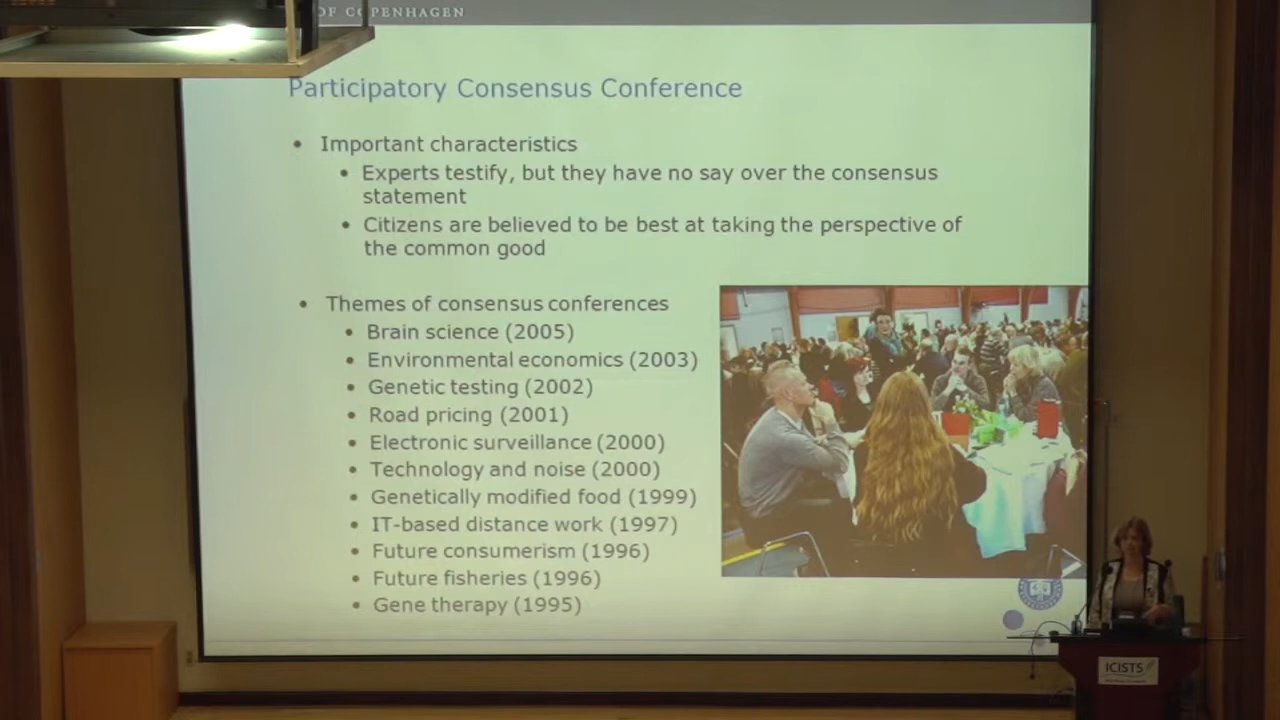 OF COPENHAGEN
Participatory Consensus Conference
• Important characteristics
• Experts testify, but they have no say over the consensus
statement
• Citizens are believed to be best at taking the perspective of
the common good
• Themes of consensus conferences
• Brain science (2005)
• Environmental economics (2003)
• Genetic testing (2002)
• Road pricing (2001)
• Electronic surveillance (2000)
• Technology and noise (2000)
• Genetically modified food (1999)
• IT-based distance work (1997)
• Future consumerism (1996)
• Future fisheries (1996)
• Gene therapy (1995)
ICISTS